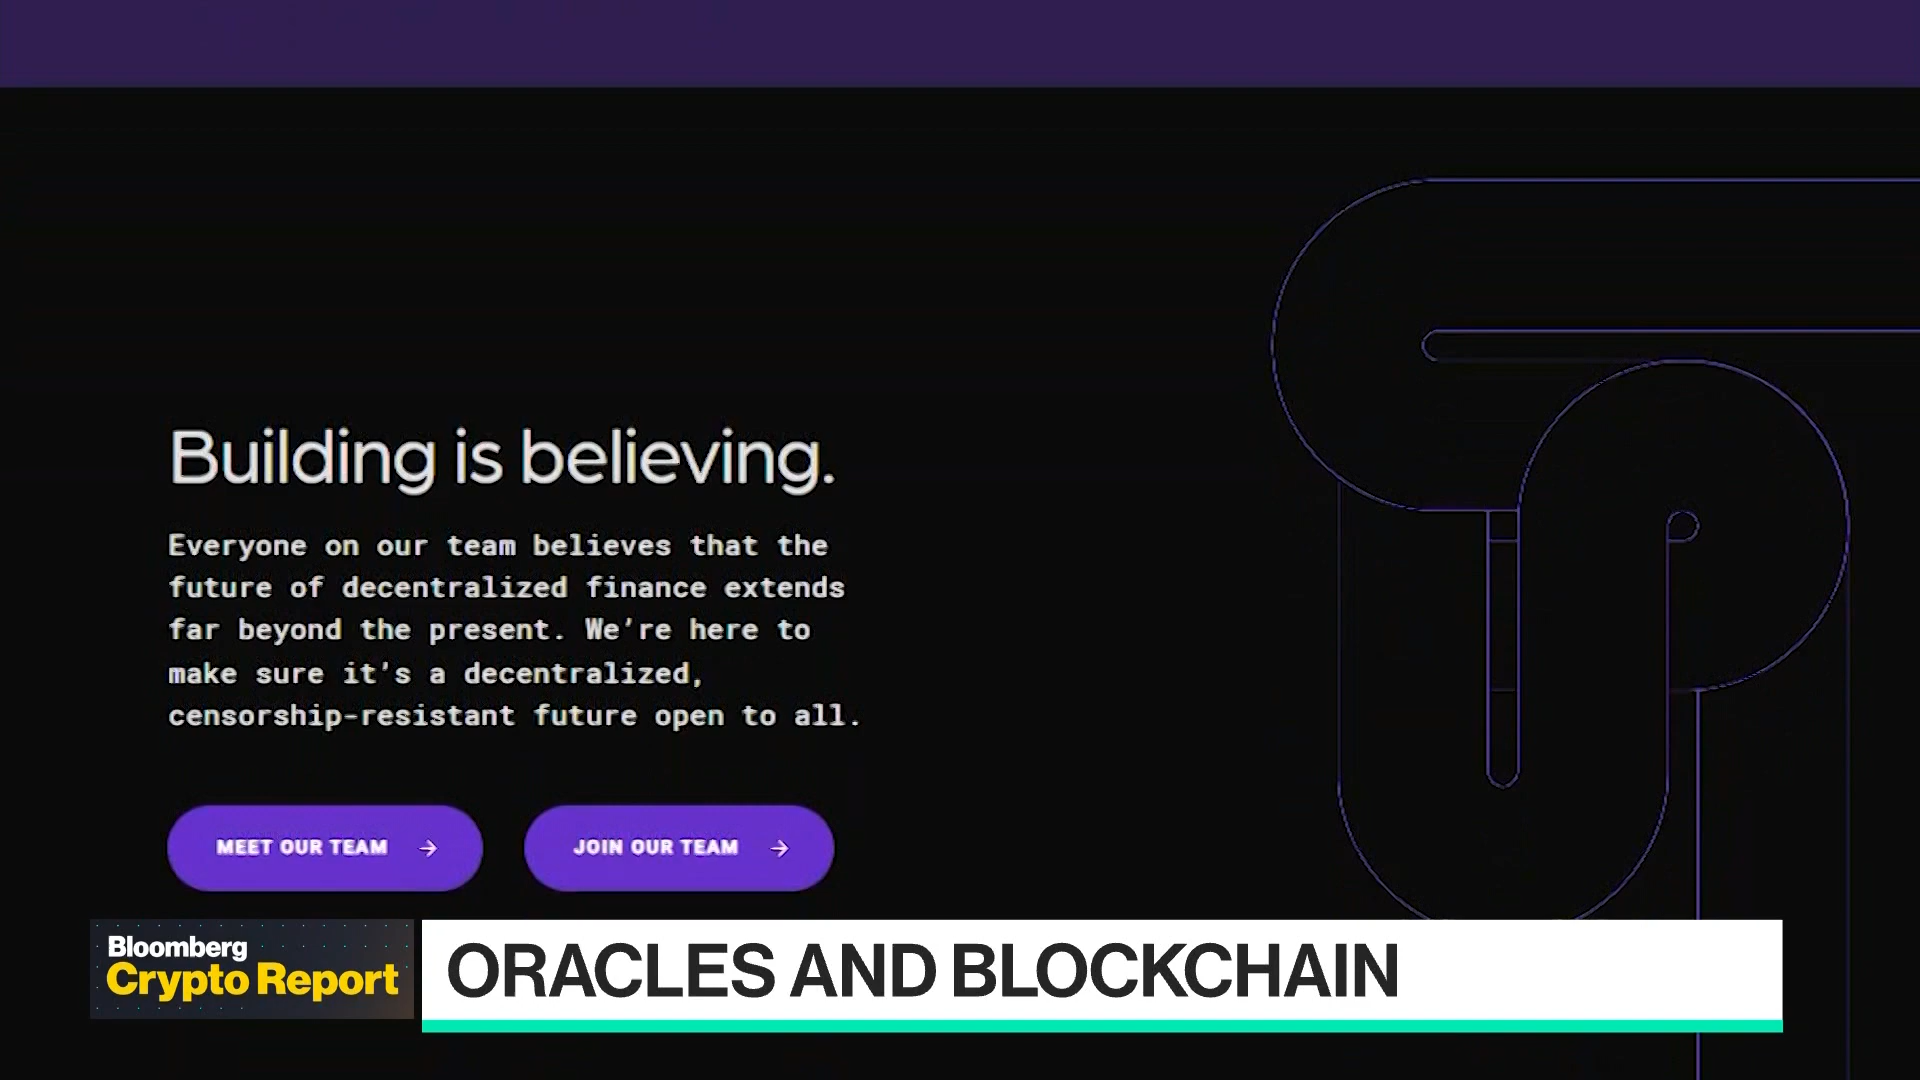 Building is believing.
Everyone on our team believes that the
future of decentralized finance extends
far beyond the present. We’re here to
make sure it's a decentralized,
censorship-resistant future open to all.
MEET OUR TEAM →
JOIN OUR TEAM →
Bloomberg
Crypto Report
ORACLES AND BLOCKCHAIN